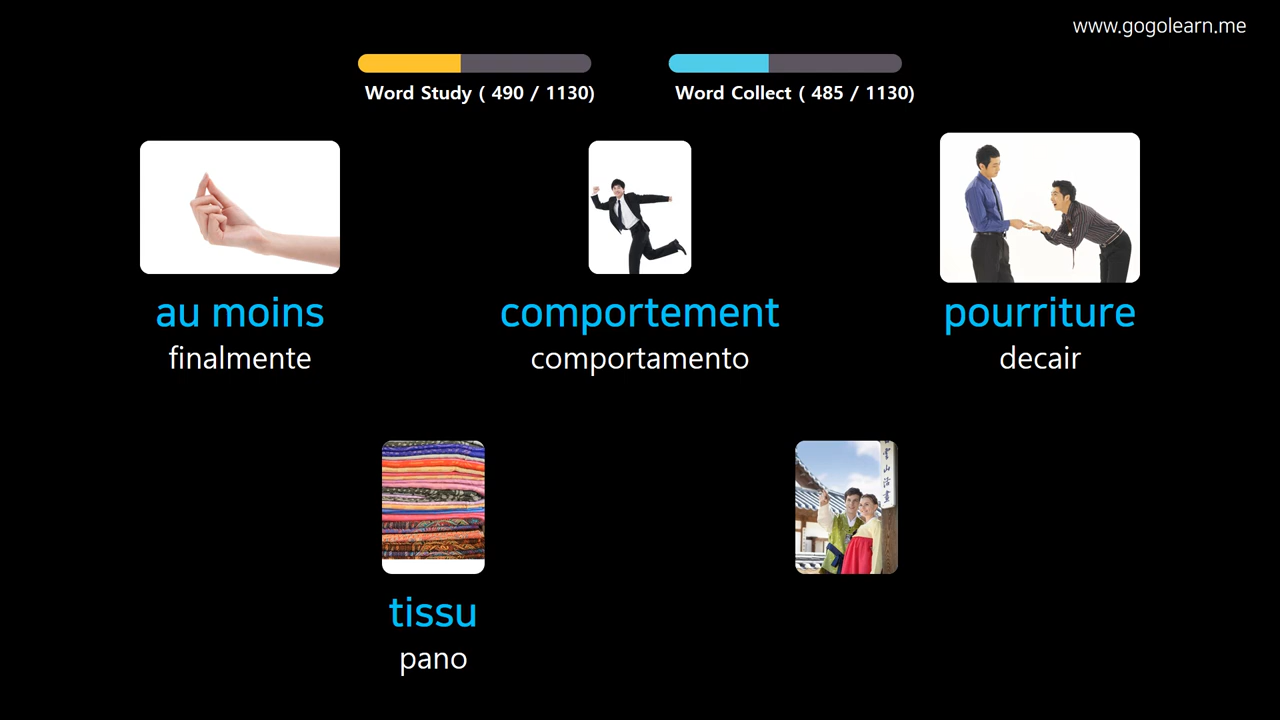 www.gogolearn.me
Word Study ( 490 / 1130)
Word Collect ( 485 / 1130)
au moins
finalmente
comportement
comportamento
pourriture
decair
tissu
pano